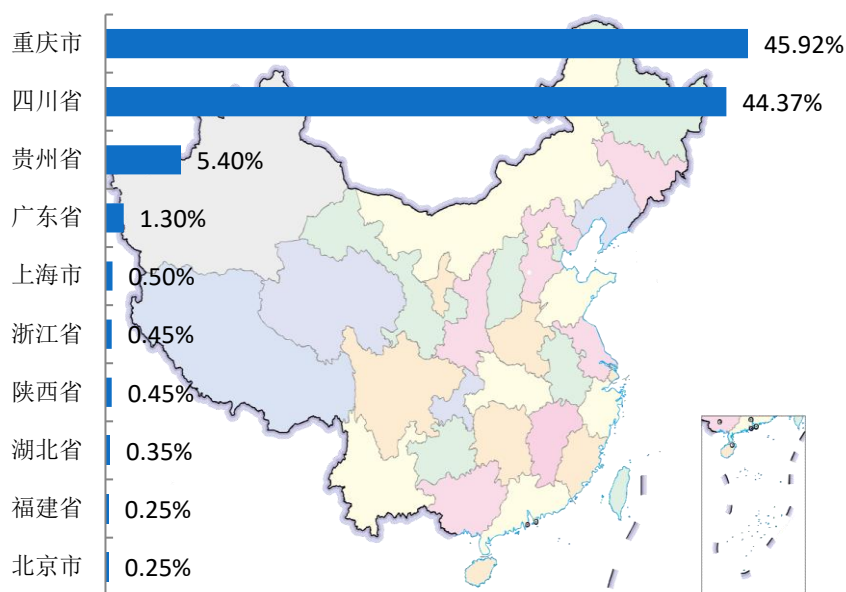 重庆市 45.92%
四川省 44.37%
贵州省 5.40%
广东省 1.30%
上海市 0.50%
浙江省 0.45%
陕西省 0.45%
湖北省 0.35%
福建省 0.25%
北京市 0.25%